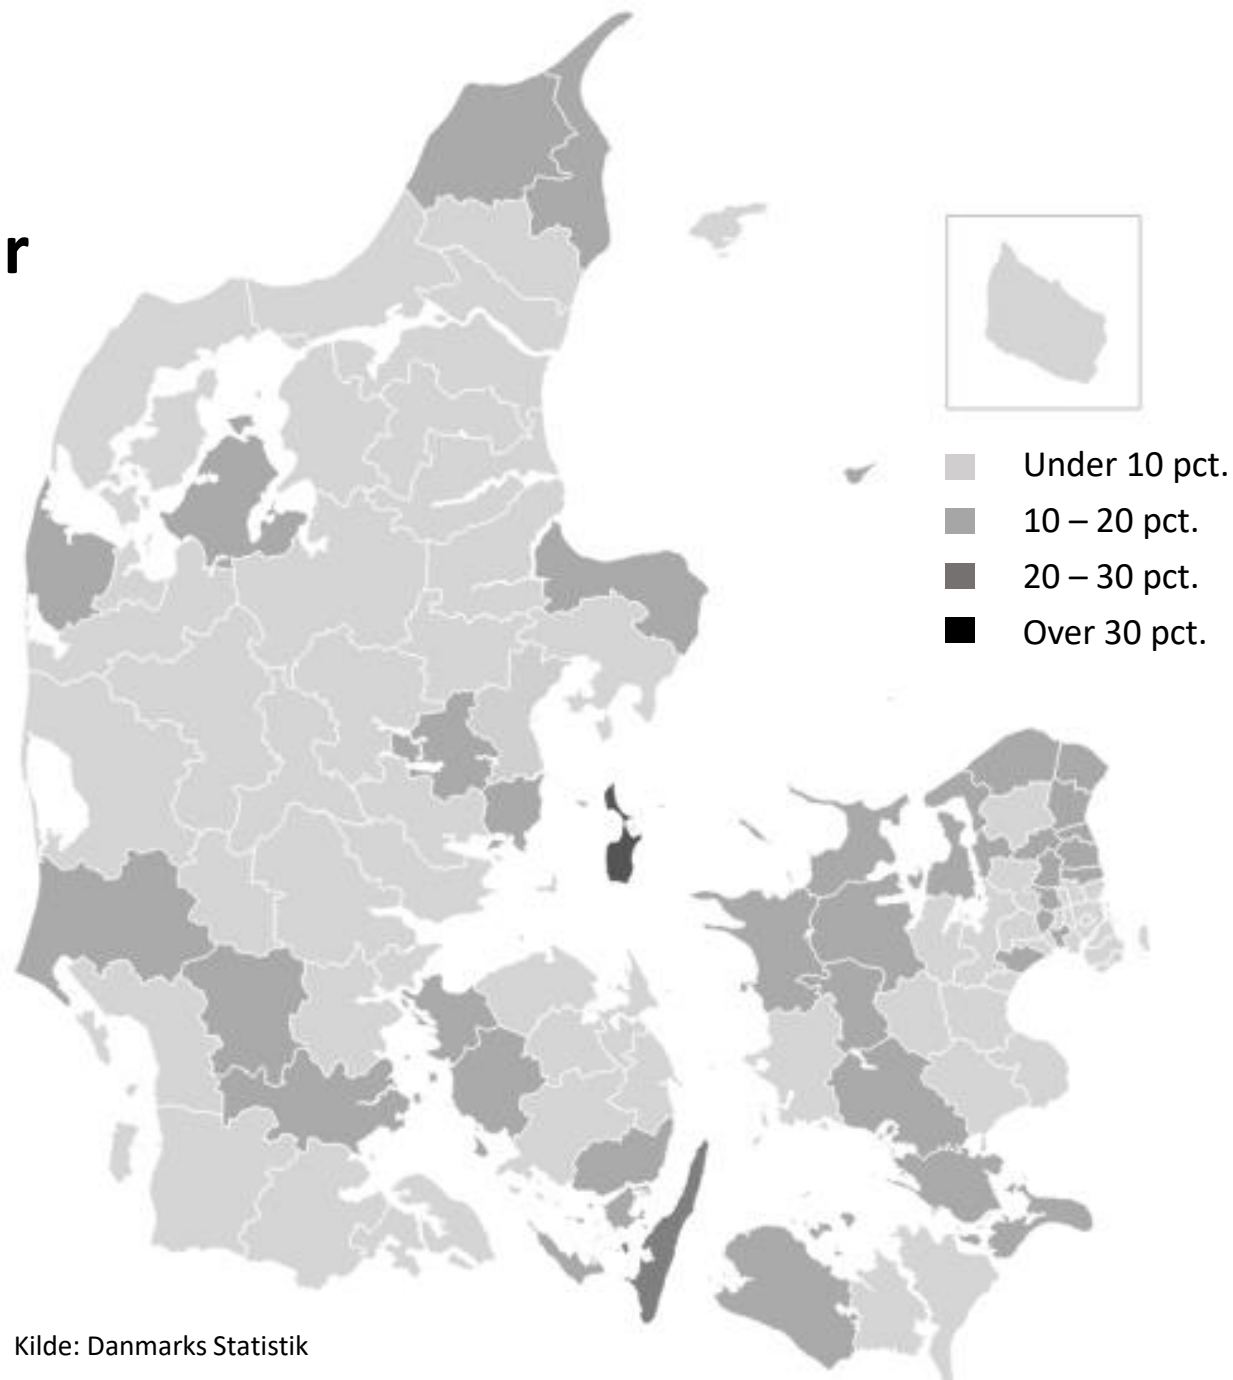 r
Under 10 pct.
10 – 20 pct.
20 – 30 pct.
Over 30 pct.
Kilde: Danmarks Statistik